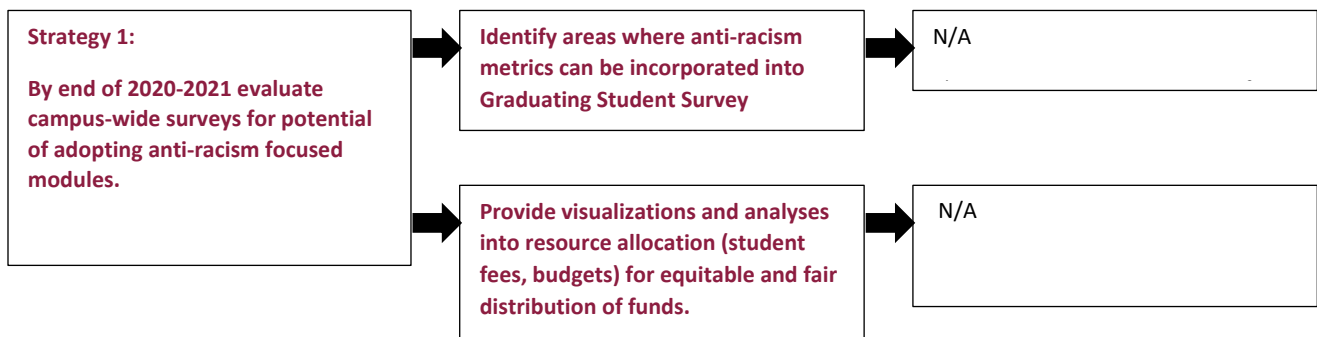 Strategy 1:
By end of 2020-2021 evaluate
campus-wide surveys for potential
of adopting anti-racism focused
modules.
Identify areas where anti-racism
metrics can be incorporated into
Graduating Student Survey
N/A
Provide visualizations and analyses
into resource allocation (student
fees, budgets) for equitable and fair
distribution of funds.
N/A